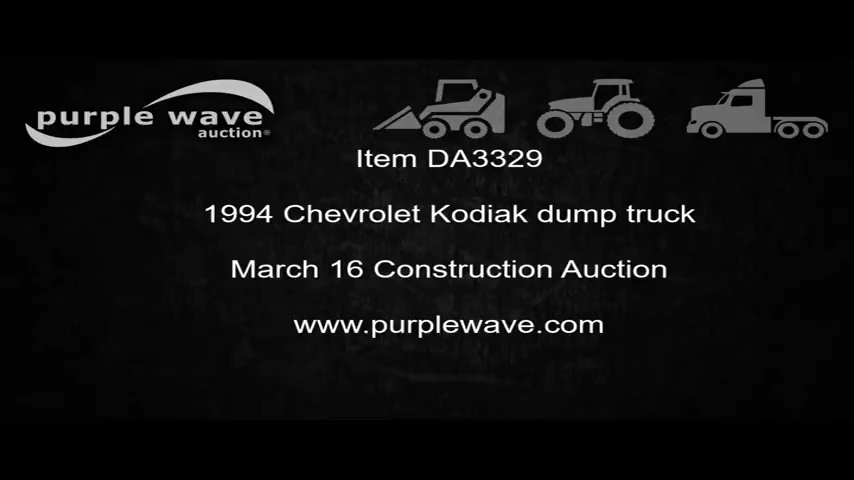 purple wave
auction®
Item DA3329
1994 Chevrolet Kodiak dump truck
March 16 Construction Auction
www.purplewave.com